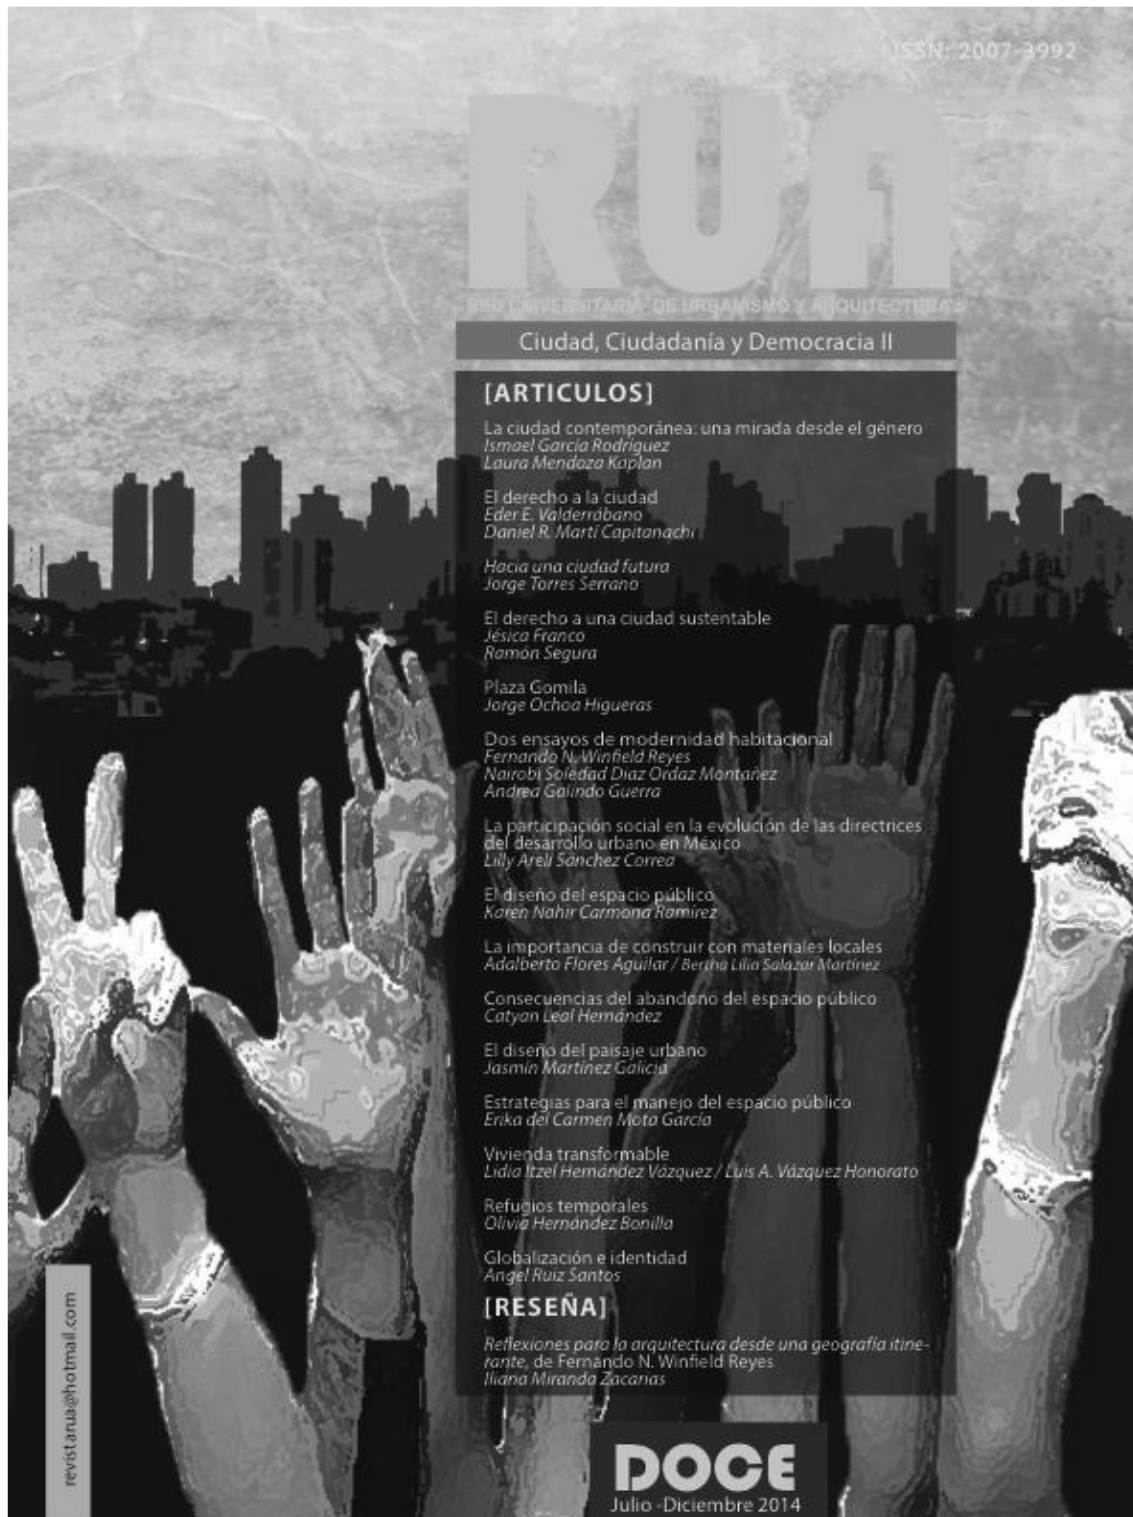 ISSN: 2007-3992
RUA
RED UNIVERSITARIA DE URBANISMO Y ARQUITECTURA
Ciudad, Ciudadanía y Democracia II
[ARTICULOS]
La ciudad contemporánea: una mirada desde el género
Ismael García Rodríguez
Laura Mendoza Kaplan
El derecho a la ciudad
Eder E. Valderrábano
Daniel R. Martí Capitanachi
Hacia una ciudad futura
Jorge Torres Serrano
El derecho a una ciudad sustentable
Jésica Franco
Ramón Segura
Plaza Gomila
Jorge Ochoa Higueras
Dos ensayos de modernidad habitacional
Fernando N. Winfield Reyes
Nairobi Soledad Díaz Ordaz Montañez
Andrea Galindo Guerra
La participación social en la evolución de las directrices
del desarrollo urbano en México
Lilly Areli Sánchez Correa
El diseño del espacio público
Karen Nahir Carmona Ramírez
La importancia de construir con materiales locales
Adalberto Flores Aguilar / Bertha Lilia Salazar Martínez
Consecuencias del abandono del espacio público
Catyan Leal Hernández
El diseño del paisaje urbano
Jasmín Martínez Galicia
Estrategias para el manejo del espacio público
Erika del Carmen Mota García
Vivienda transformable
Lidia Itzel Hernández Vázquez / Luis A. Vázquez Honorato
Refugios temporales
Olivia Hernández Bonilla
Globalización e identidad
Angel Ruiz Santos
[RESEÑA]
Reflexiones para la arquitectura desde una geografía itine-
rante, de Fernando N. Winfield Reyes
Iliana Miranda Zacarias
revistarua@hotmail.com
DOCE
Julio -Diciembre 2014